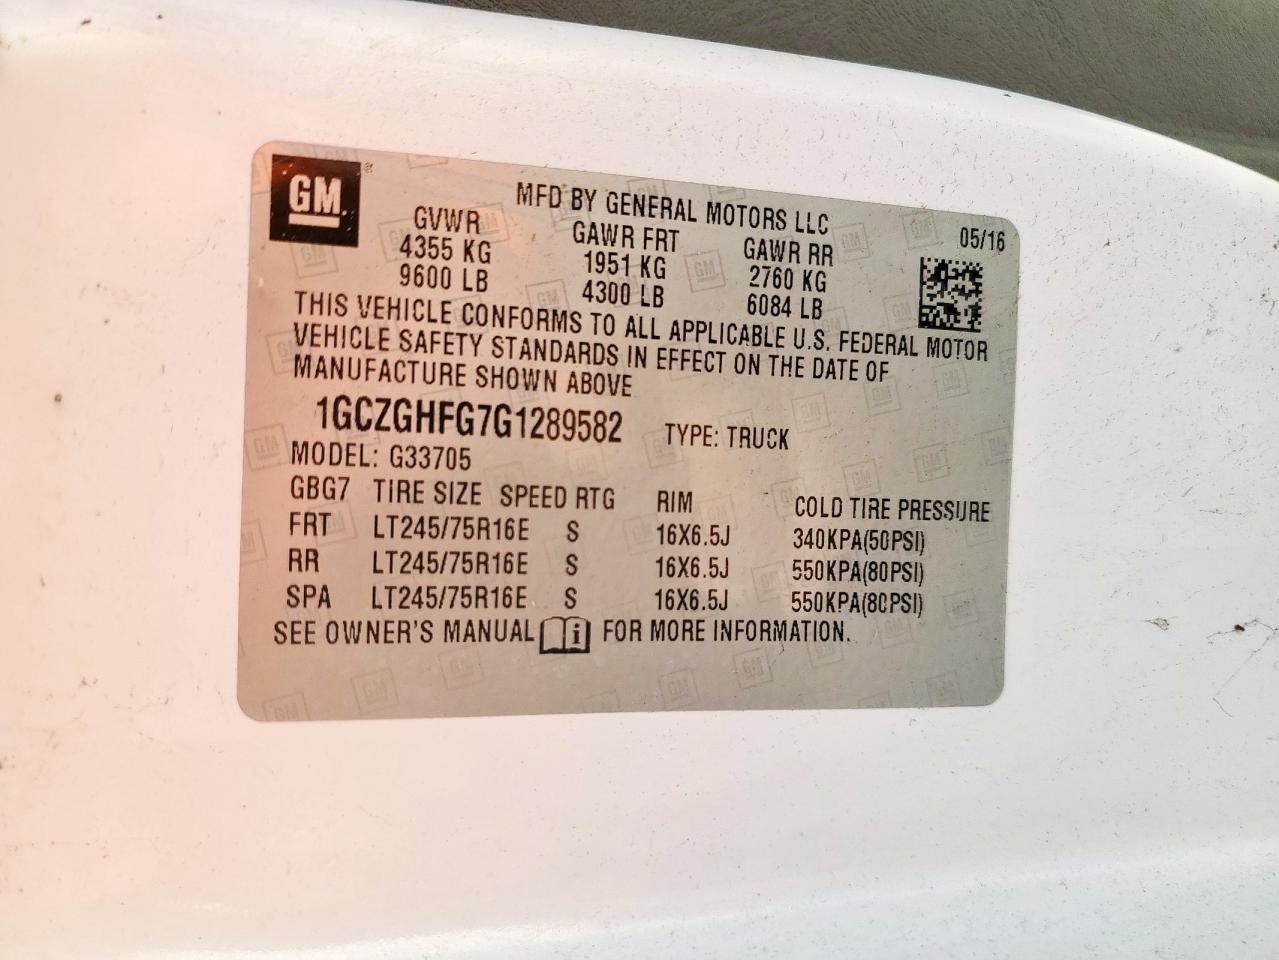 GM
MFD BY GENERAL MOTORS LLC
05/16
GVWR GAWR FRT GAWR RR
4355 KG 1951 KG 2760 KG
9600 LB 4300 LB 6084 LB
THIS VEHICLE CONFORMS TO ALL APPLICABLE U.S. FEDERAL MOTOR
VEHICLE SAFETY STANDARDS IN EFFECT ON THE DATE OF
MANUFACTURE SHOWN ABOVE
1GCZGHFG7G1289582 TYPE: TRUCK
MODEL: G33705
GBG7 TIRE SIZE SPEED RTG RIM COLD TIRE PRESSURE
FRT LT245/75R16E S 16X6.5J 340KPA(50PSI)
RR LT245/75R16E S 16X6.5J 550KPA(80PSI)
SPA LT245/75R16E S 16X6.5J 550KPA(80PSI)
SEE OWNER'S MANUAL i FOR MORE INFORMATION.